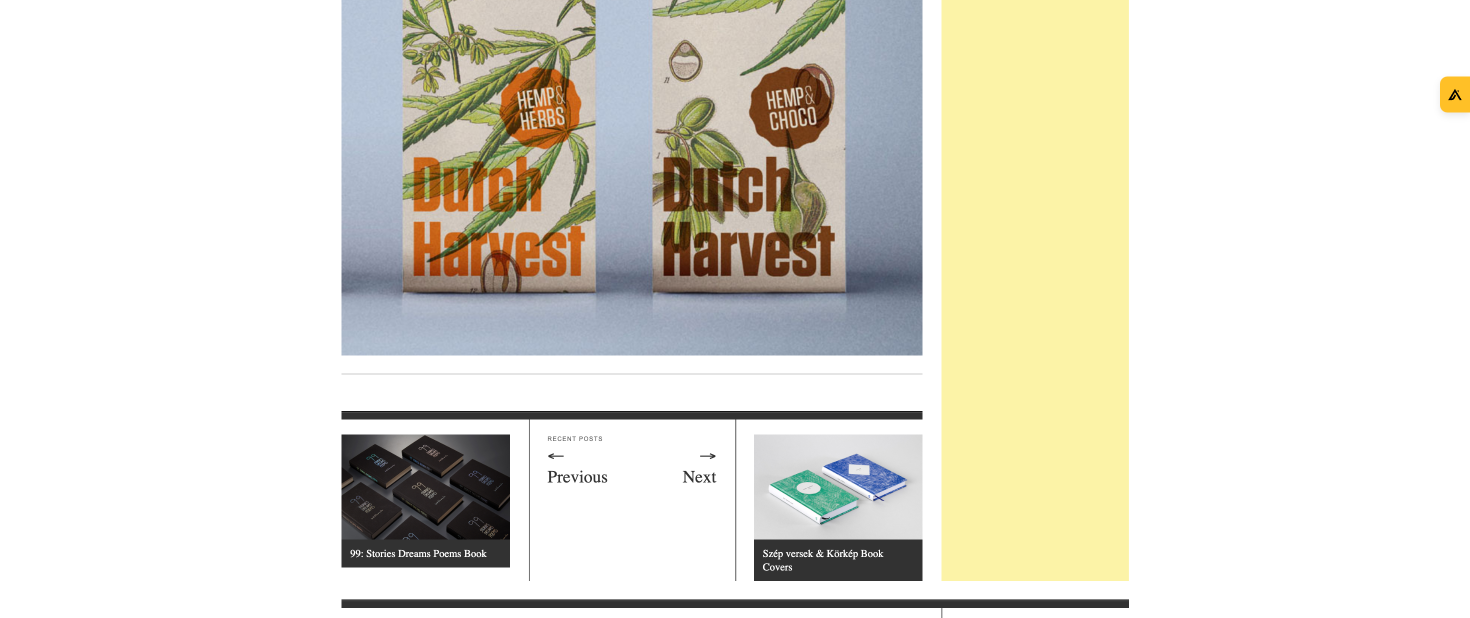 HEMP&
HERBS
Dutch
Harvest
HEMP&
CHOCO
Dutch
Harvest
RECENT POSTS
← →
Previous Next
99: Stories Dreams Poems Book
Szép versek & Körkép Book
Covers